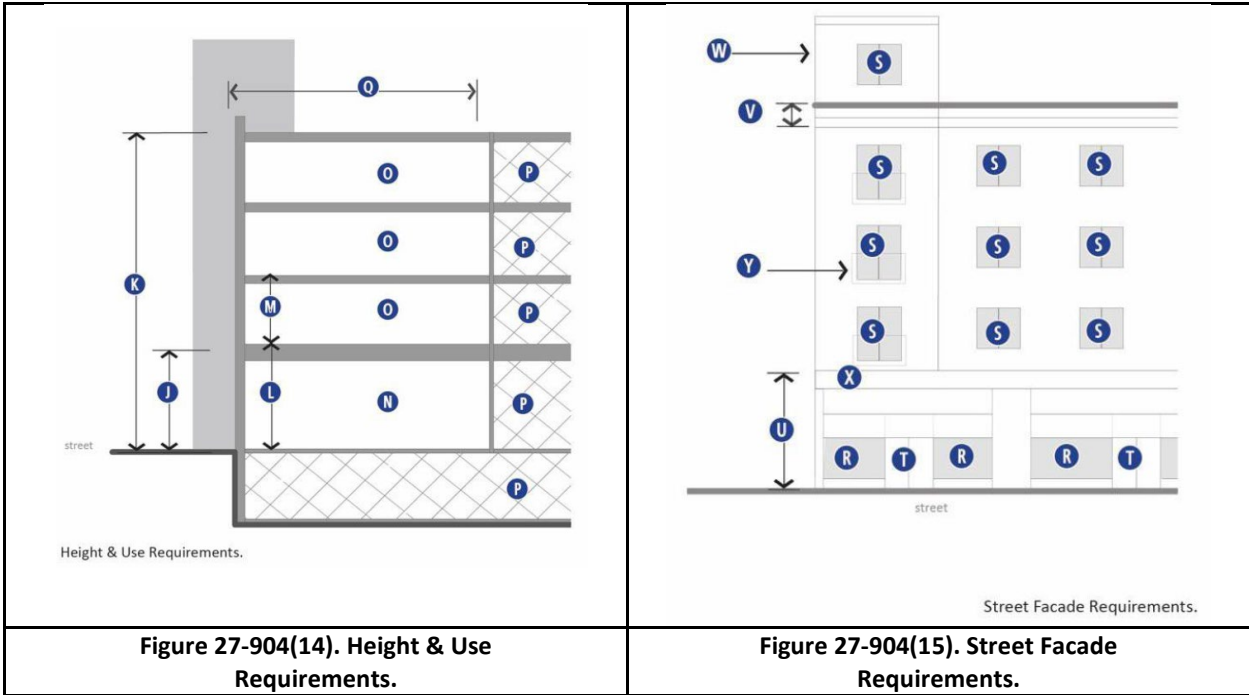 Q
K
O
P
O
P
M
O
P
J
L
N
P
street
P
Height & Use Requirements.
Figure 27-904(14). Height & Use
Requirements.
W
S
V
S
S
S
Y
S
S
S
S
S
S
X
U
R
T
R
R
T
street
Street Facade Requirements.
Figure 27-904(15). Street Facade
Requirements.